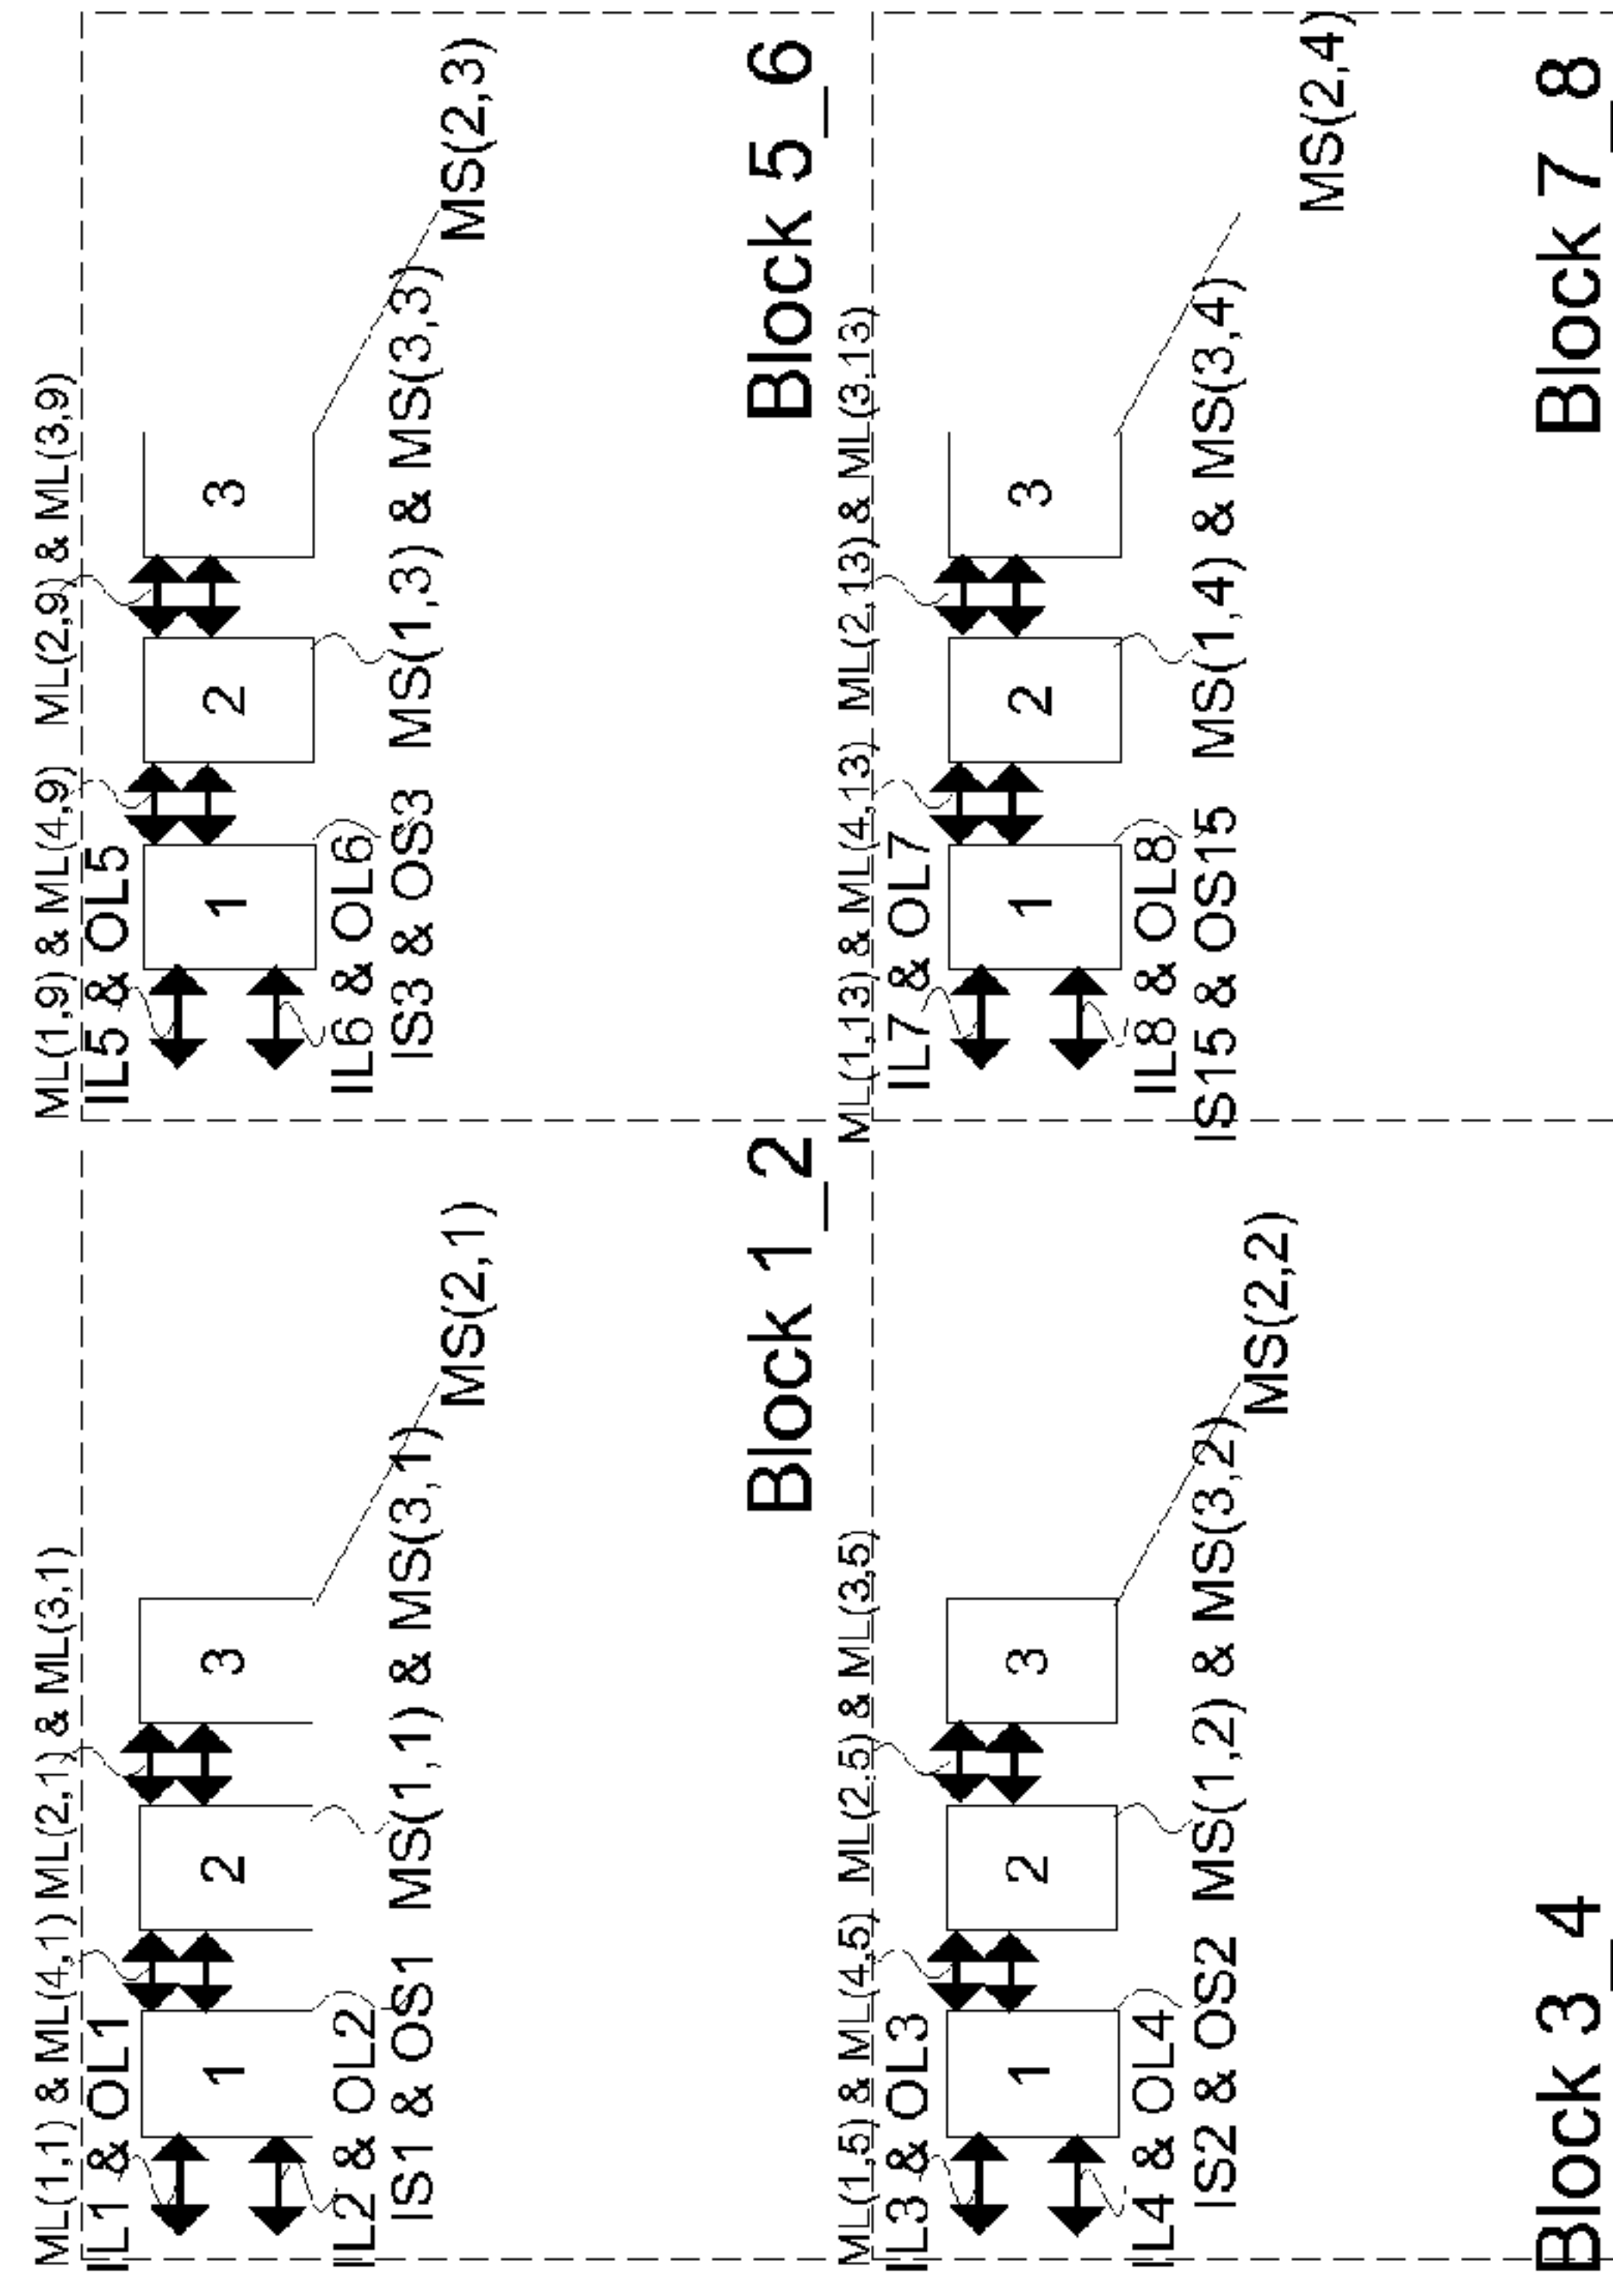 ML(1,1) & ML(4,1) ML(2,1) & ML(3,1)
IL1 & OL1
1 2 3
IL2 & OL2
IS1 & OS1 MS(1,1) & MS(3,1)
MS(2,1)
Block 1_2
ML(1,9) & ML(4,9) ML(2,9) & ML(3,9)
IL5 & OL5
1 2 3
IL6 & OL6
IS3 & OS3 MS(1,3) & MS(3,3)
MS(2,3)
Block 5_6
ML(1,5) & ML(4,5) ML(2,5) & ML(3,5)
IL3 & OL3
1 2 3
IL4 & OL4
IS2 & OS2 MS(1,2) & MS(3,2)
MS(2,2)
Block 3_4
ML(1,13) & ML(4,13) ML(2,13) & ML(3,13)
IL7 & OL7
1 2 3
IL8 & OL8
IS15 & OS15 MS(1,4) & MS(3,4)
MS(2,4)
Block 7_8